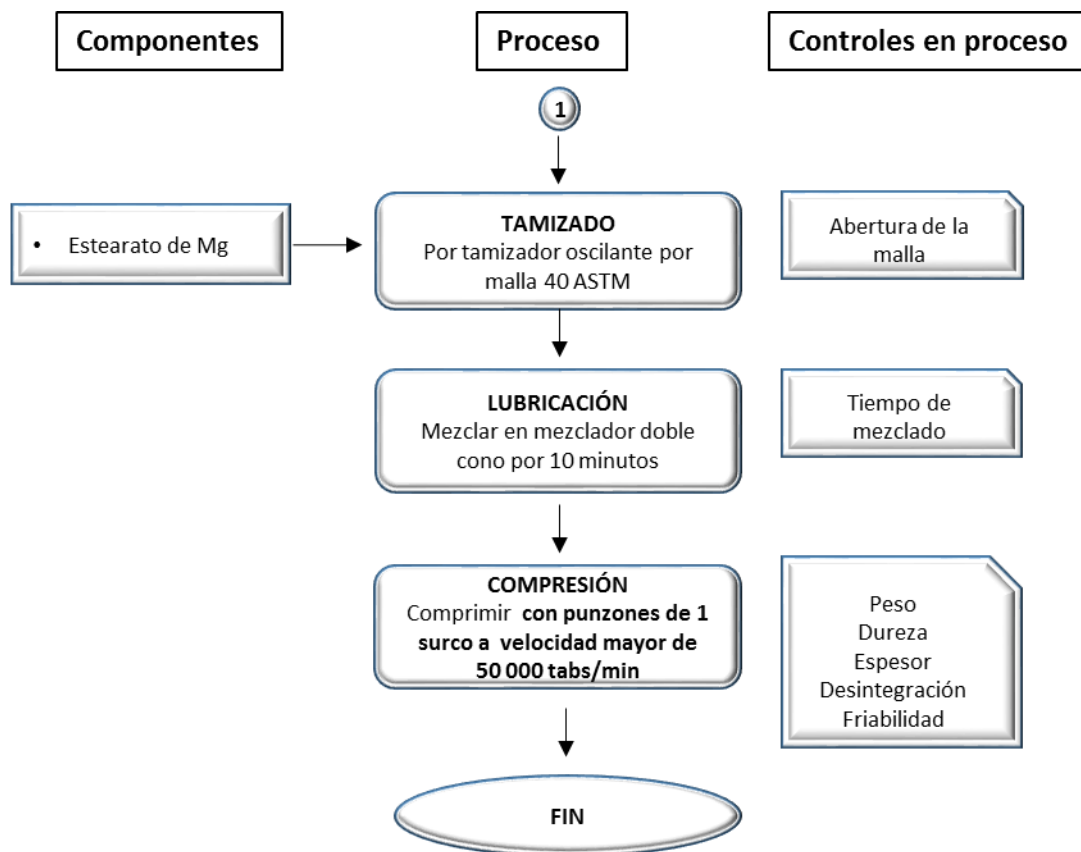 Componentes
Proceso
Controles en proceso
1
• Estearato de Mg
TAMIZADO
Por tamizador oscilante por
malla 40 ASTM
Abertura de la
malla
LUBRICACIÓN
Mezclar en mezclador doble
cono por 10 minutos
Tiempo de
mezclado
COMPRESIÓN
Comprimir con punzones de 1
surco a velocidad mayor de
50 000 tabs/min
Peso
Dureza
Espesor
Desintegración
Friabilidad
FIN